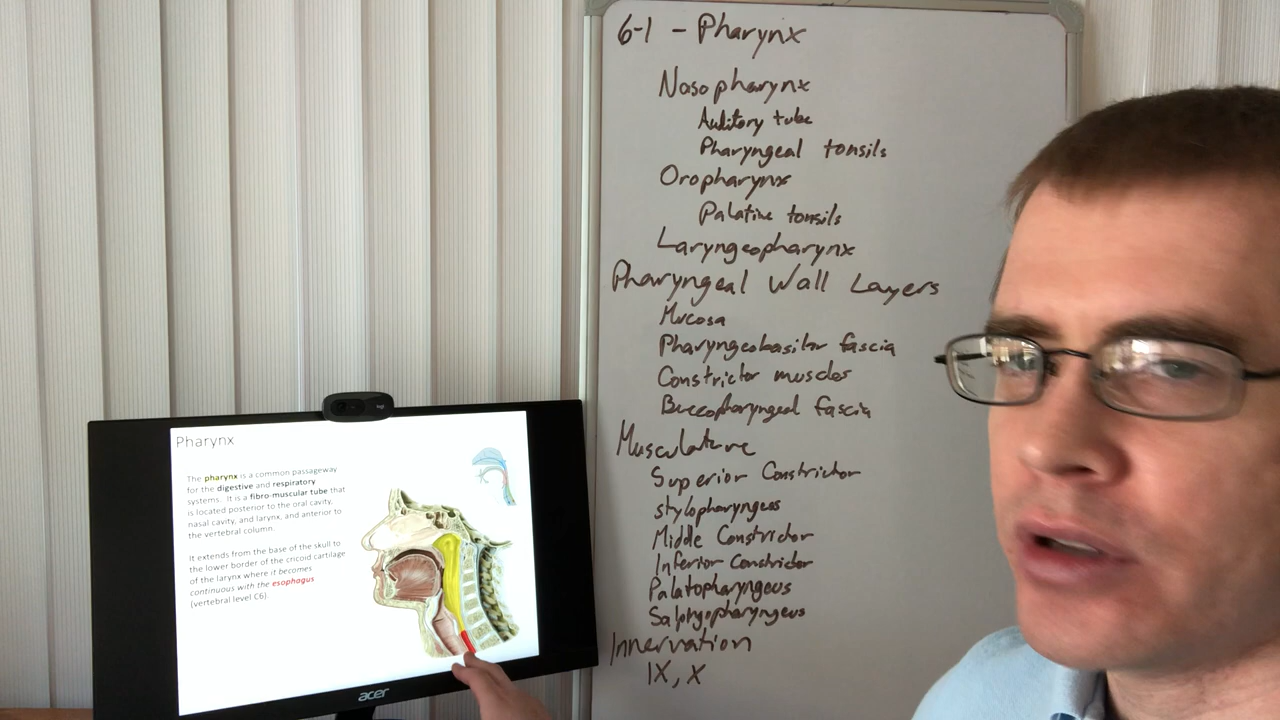 6-1 - Pharynx
Nasopharynx
Auditory tube
Pharyngeal tonsils
Oropharynx
Palatine tonsils
Laryngeopharynx
Pharyngeal Wall Layers
Mucosa
Pharyngeobasilar fascia
Constrictor muscles
Buccopharyngeal fascia
Musculature
Superior Constrictor
stylopharyngeus
Middle Constrictor
Inferior Constrictor
Palatopharyngeus
Salpingopharyngeus
Innervation
IX, X
Pharynx
The pharynx is a common passageway
for the digestive and respiratory
systems. It is a fibro-muscular tube that
is located posterior to the oral cavity,
nasal cavity, and larynx, and anterior to
the vertebral column.
It extends from the base of the skull to
the lower border of the cricoid cartilage
of the larynx where it becomes
continuous with the esophagus
(vertebral level C6).
acer